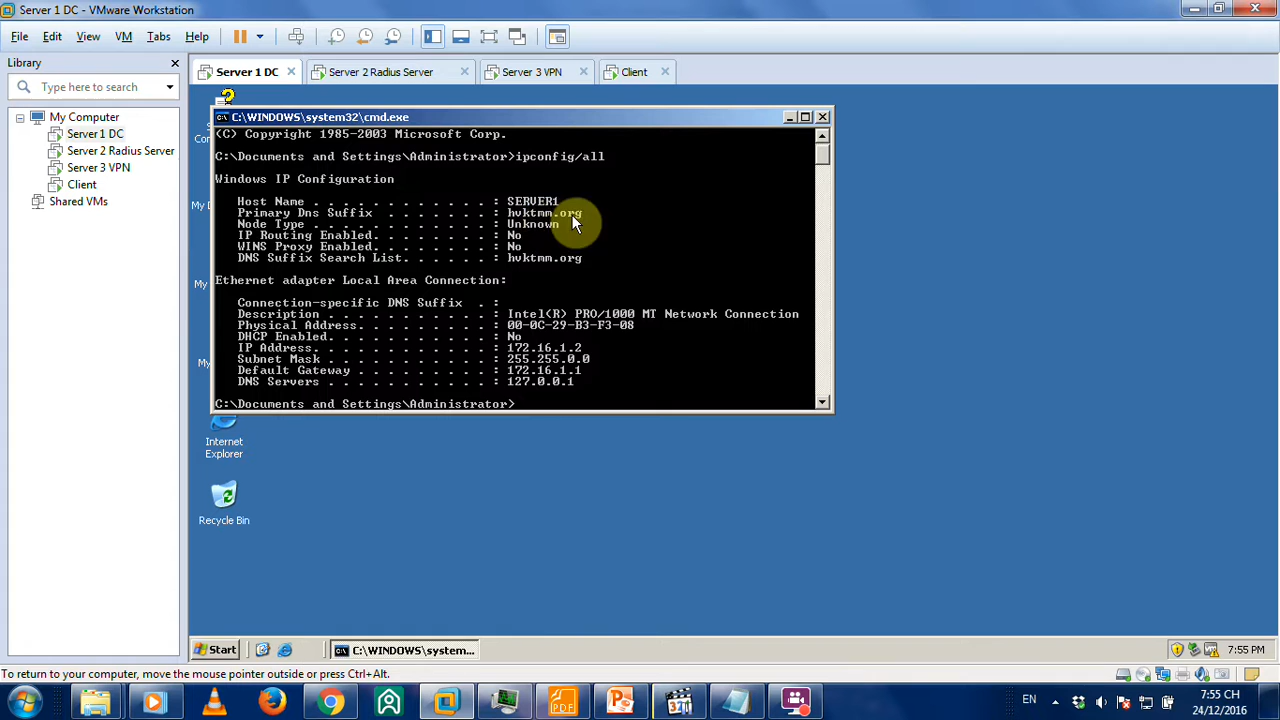 Server 1 DC - VMware Workstation
File Edit View VM Tabs Help
Library
Type here to search
My Computer
Server 1 DC
Server 2 Radius Server
Server 3 VPN
Client
Shared VMs
Server 1 DC
Server 2 Radius Server
Server 3 VPN
Client
C:\WINDOWS\system32\cmd.exe
(C) Copyright 1985-2003 Microsoft Corp.
C:\Documents and Settings\Administrator>ipconfig/all
Windows IP Configuration
Host Name . . . . . . . . . . . . : SERVER1
Primary Dns Suffix . . . . . . . : hvktmm.org
Node Type . . . . . . . . . . . . : Unknown
IP Routing Enabled. . . . . . . . : No
WINS Proxy Enabled. . . . . . . . : No
DNS Suffix Search List. . . . . . : hvktmm.org
Ethernet adapter Local Area Connection:
Connection-specific DNS Suffix . :
Description . . . . . . . . . . . : Intel(R) PRO/1000 MT Network Connection
Physical Address. . . . . . . . . : 00-0C-29-B3-F3-08
DHCP Enabled. . . . . . . . . . . : No
IP Address. . . . . . . . . . . . : 172.16.1.2
Subnet Mask . . . . . . . . . . . : 255.255.0.0
Default Gateway . . . . . . . . . : 172.16.1.1
DNS Servers . . . . . . . . . . . : 127.0.0.1
C:\Documents and Settings\Administrator>
Internet
Explorer
Recycle Bin
Start
C:\WINDOWS\system...
7:55 PM
To return to your computer, move the mouse pointer outside or press Ctrl+Alt.
EN
7:55 CH
24/12/2016